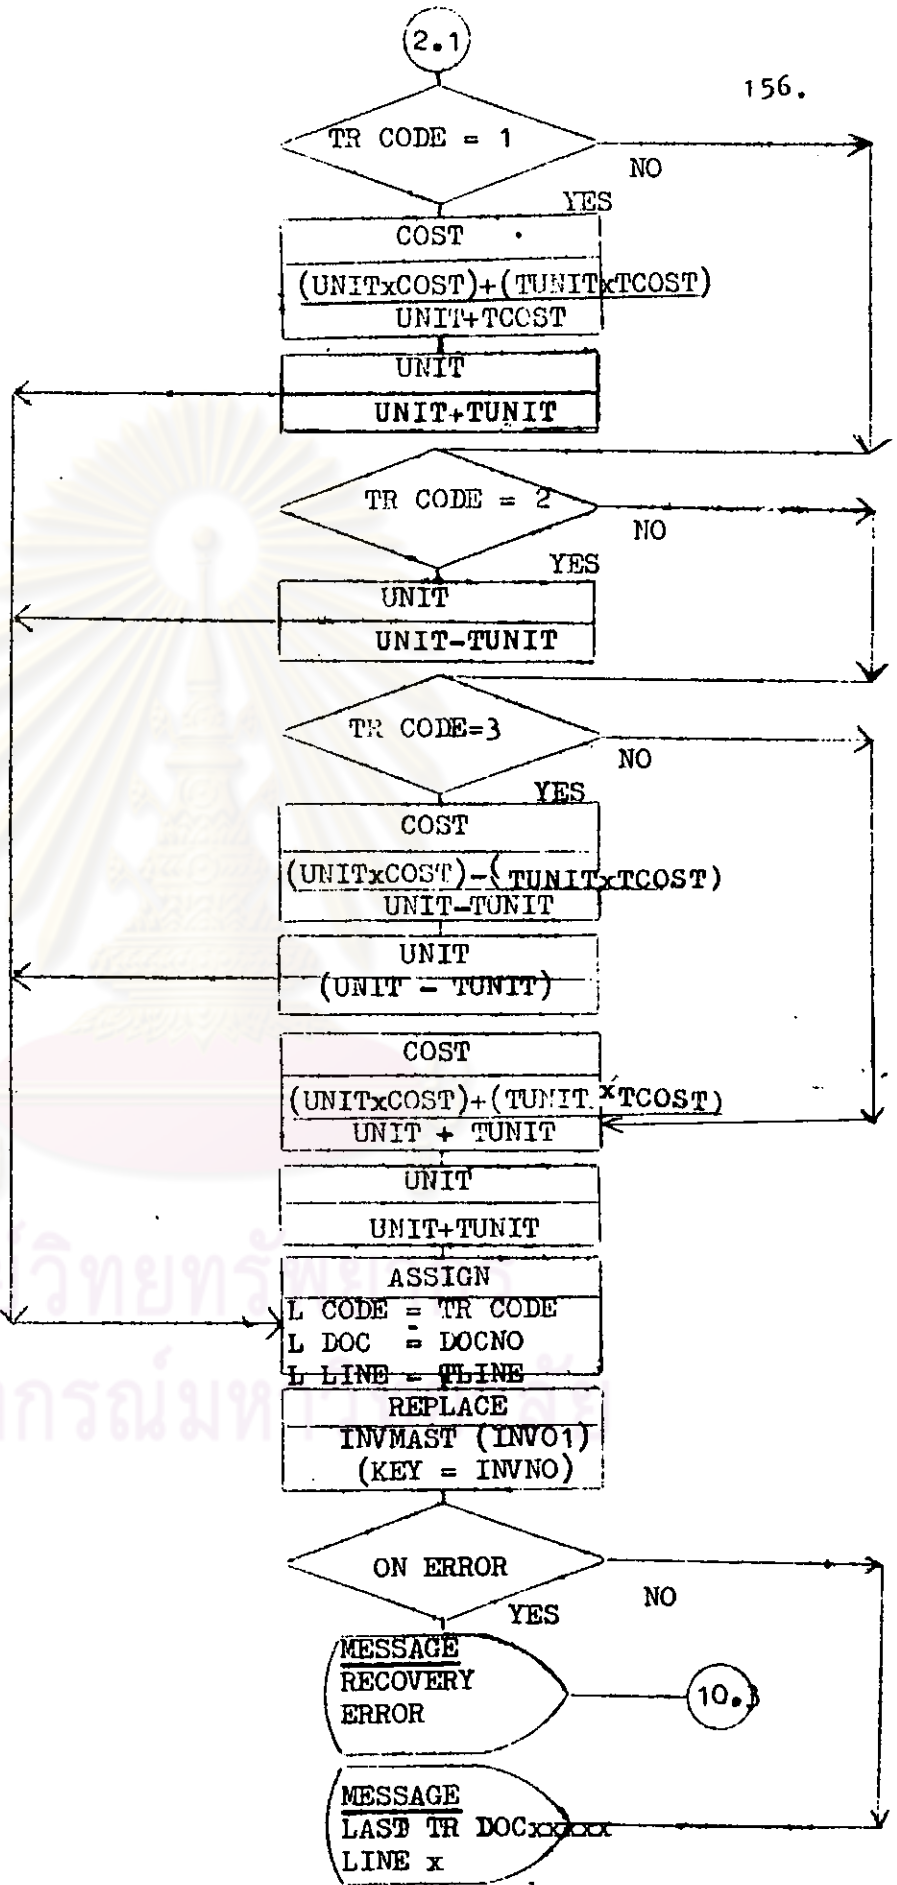 2.1
156.
TR CODE = 1
NO
YES
COST
(UNITxCOST)+(TUNITxTCOST)
UNIT+TCOST
UNIT
UNIT+TUNIT
TR CODE = 2
NO
YES
UNIT
UNIT-TUNIT
TR CODE=3
NO
YES
COST
(UNITxCOST)-(TUNITxTCOST)
UNIT-TUNIT
UNIT
(UNIT - TUNIT)
COST
(UNITxCOST)+(TUNIT xTCOST)
UNIT + TUNIT
UNIT
UNIT+TUNIT
ASSIGN
L CODE = TR CODE
L DOC = DOCNO
L LINE = TLINE
REPLACE
INVMAST (INVO1)
(KEY = INVNO)
ON ERROR
NO
YES
MESSAGE
RECOVERY
ERROR
10.3
MESSAGE
LAST TR DOCxxxxx
LINE x